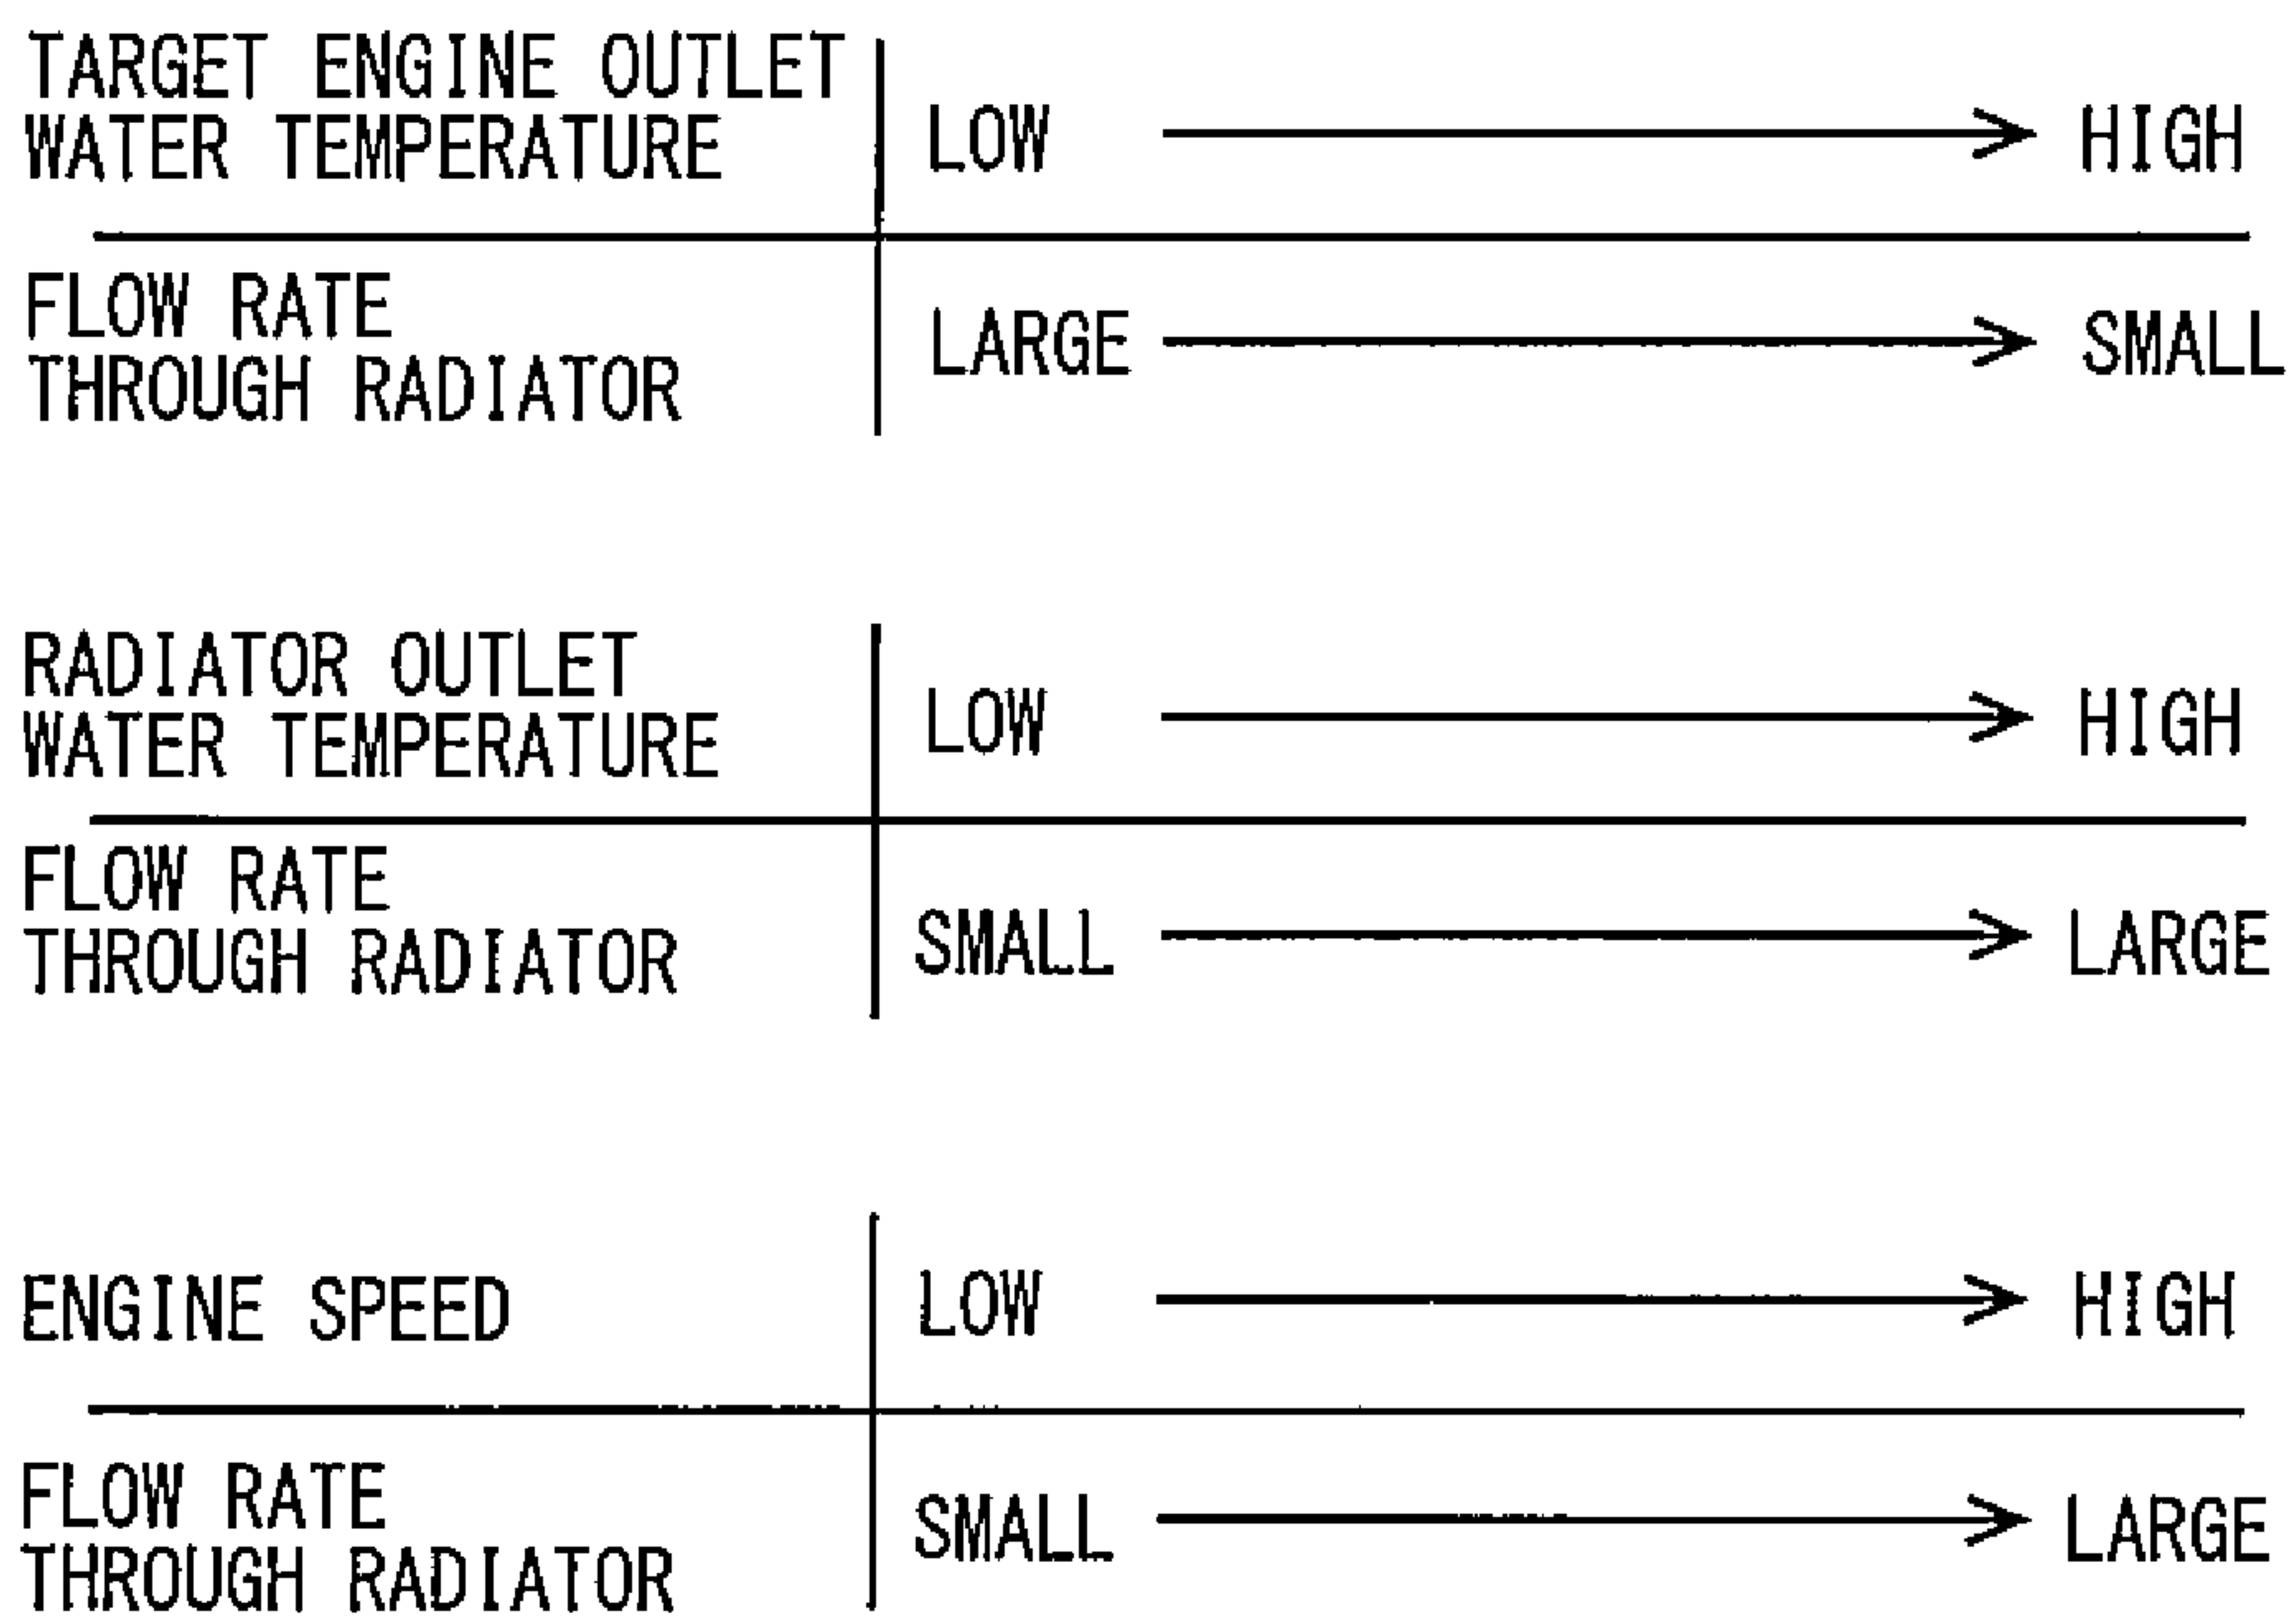 TARGET ENGINE OUTLET
WATER TEMPERATURE
LOW HIGH
FLOW RATE
THROUGH RADIATOR
LARGE SMALL
RADIATOR OUTLET
WATER TEMPERATURE
LOW HIGH
FLOW RATE
THROUGH RADIATOR
SMALL LARGE
ENGINE SPEED LOW HIGH
FLOW RATE
THROUGH RADIATOR
SMALL LARGE